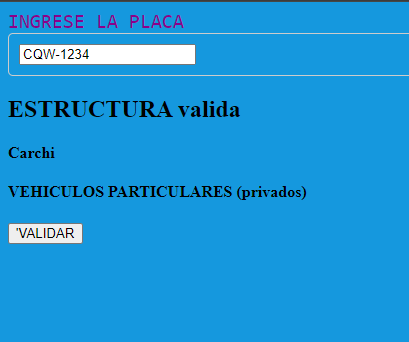 INGRESE LA PLACA
CQW-1234
ESTRUCTURA valida
Carchi
VEHICULOS PARTICULARES (privados)
'VALIDAR